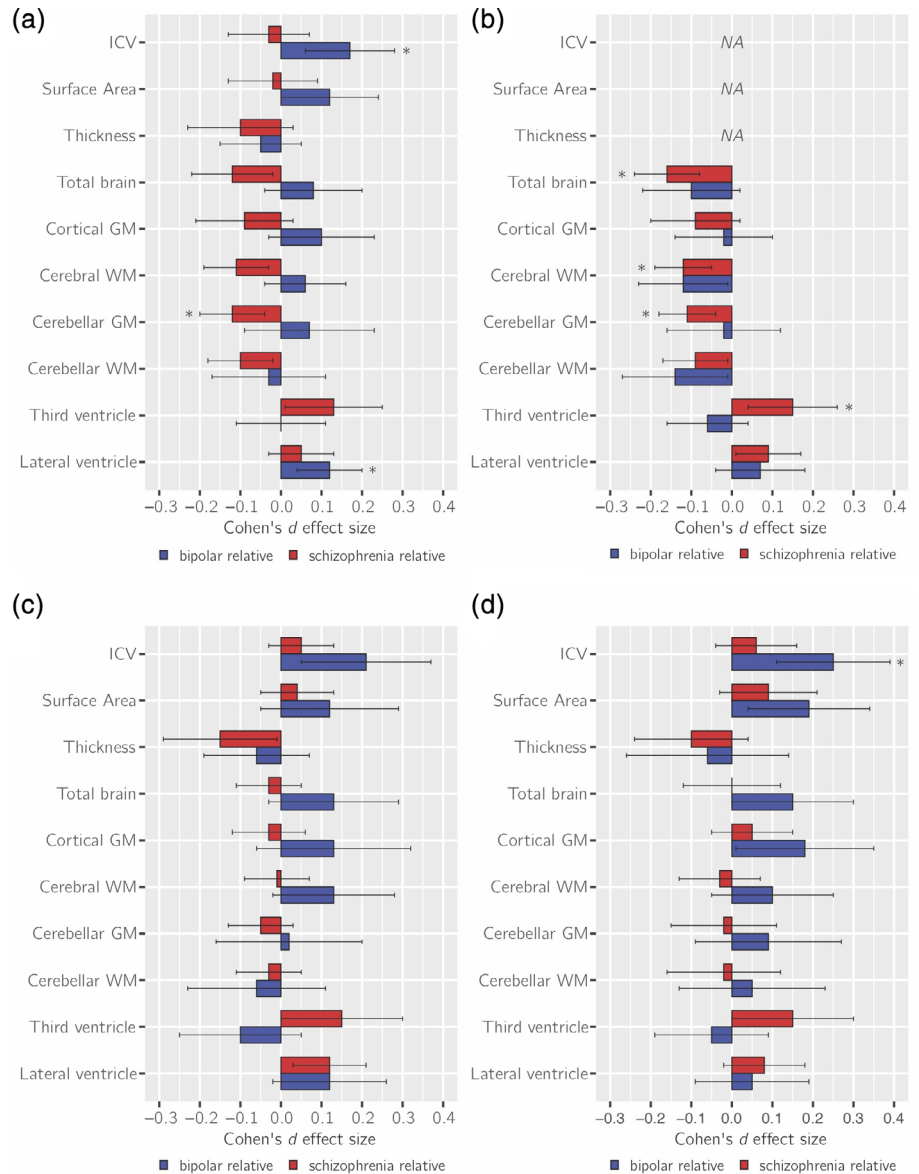 (a)
ICV
*
Surface Area
Thickness
Total brain
Cortical GM
Cerebral WM
* Cerebellar GM
Cerebellar WM
Third ventricle
Lateral ventricle
*
−0.3 −0.2 −0.1 0.0 0.1 0.2 0.3 0.4
Cohen's d effect size
bipolar relative schizophrenia relative
(b)
ICV NA
Surface Area NA
Thickness NA
Total brain *
Cortical GM
Cerebral WM *
Cerebellar GM *
Cerebellar WM
Third ventricle *
Lateral ventricle
−0.3 −0.2 −0.1 0.0 0.1 0.2 0.3 0.4
Cohen's d effect size
bipolar relative schizophrenia relative
(c)
ICV
Surface Area
Thickness
Total brain
Cortical GM
Cerebral WM
Cerebellar GM
Cerebellar WM
Third ventricle
Lateral ventricle
−0.3 −0.2 −0.1 0.0 0.1 0.2 0.3 0.4
Cohen's d effect size
bipolar relative schizophrenia relative
(d)
ICV *
Surface Area
Thickness
Total brain
Cortical GM
Cerebral WM
Cerebellar GM
Cerebellar WM
Third ventricle
Lateral ventricle
−0.3 −0.2 −0.1 0.0 0.1 0.2 0.3 0.4
Cohen's d effect size
bipolar relative schizophrenia relative